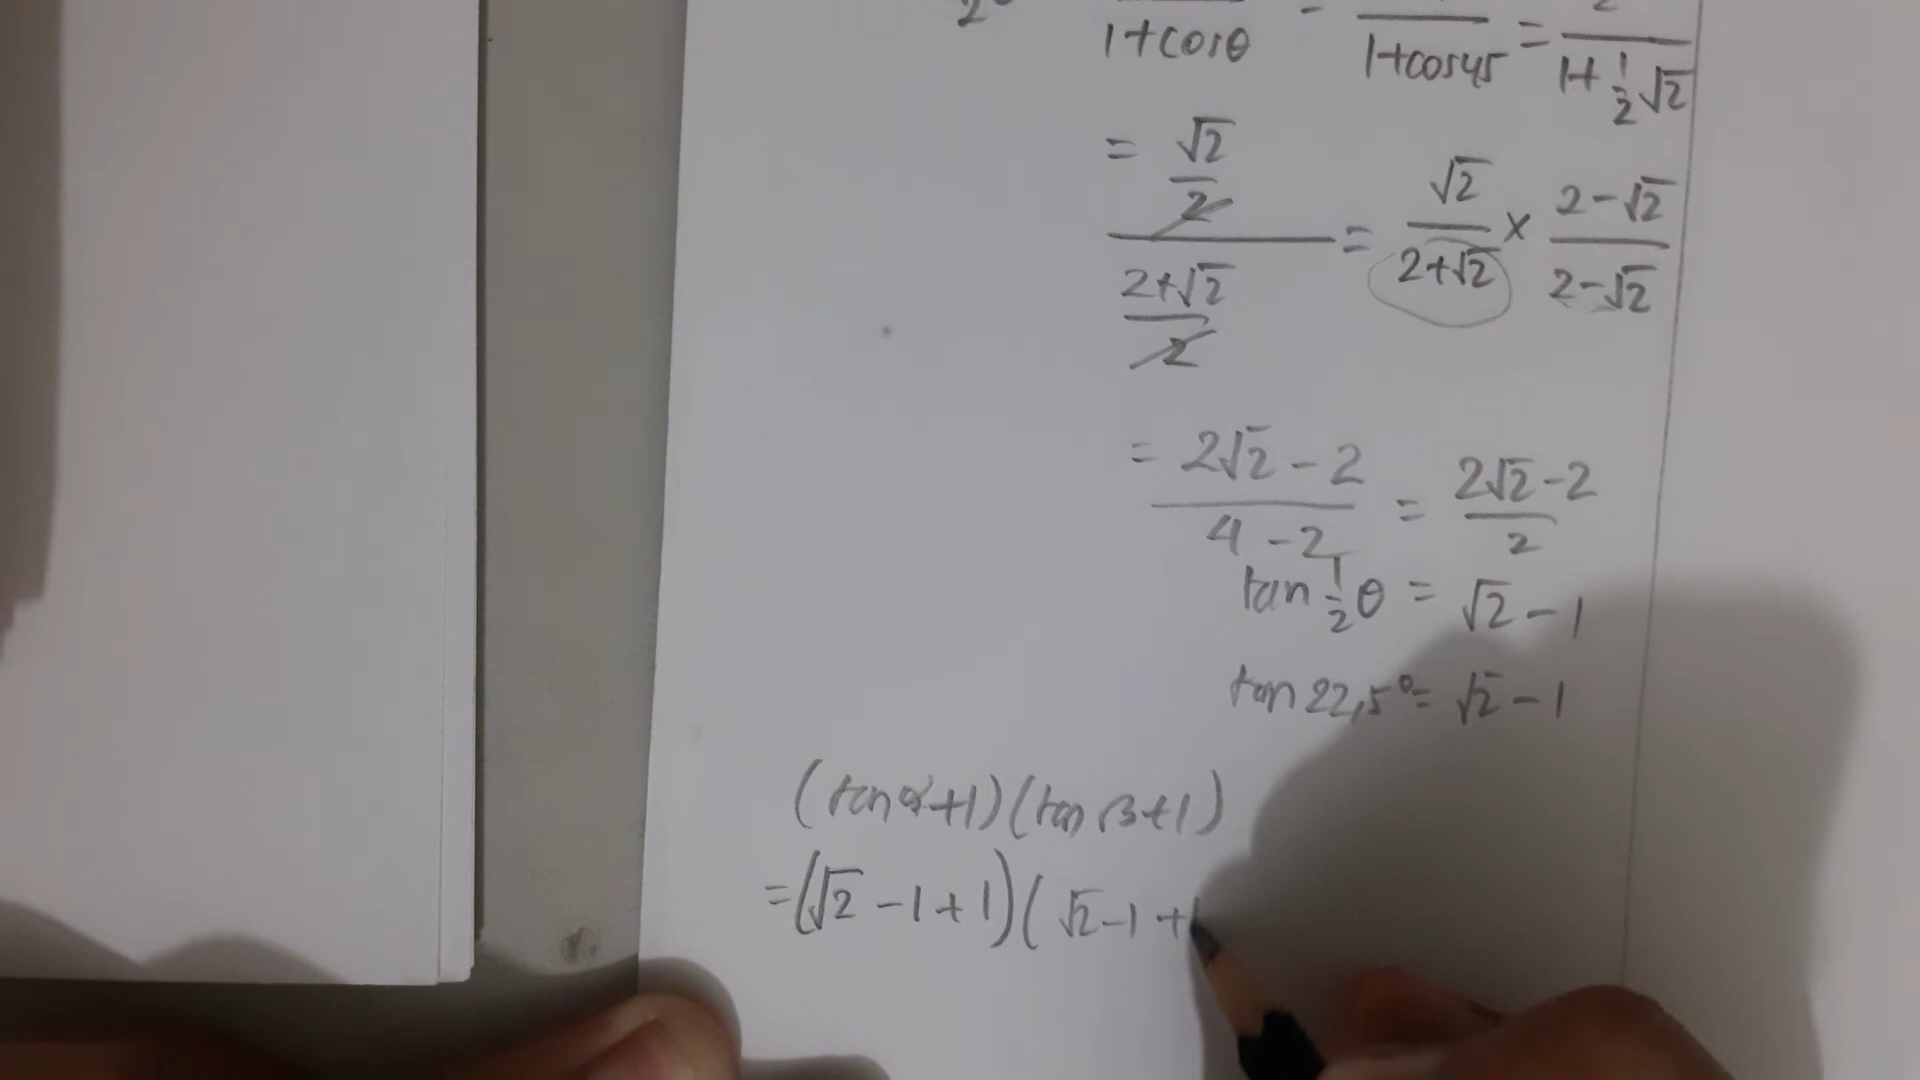 1+cosθ   1+cos45 = 1+½√2
= (√2/2)/((2+√2)/2) = √2/(2+√2) × (2-√2)/(2-√2)
= (2√2-2)/(4-2) = (2√2-2)/2
tan ½θ = √2-1
tan 22,5° = √2-1
(tan α+1)(tan β+1)
=(√2-1+1)(√2-1+1